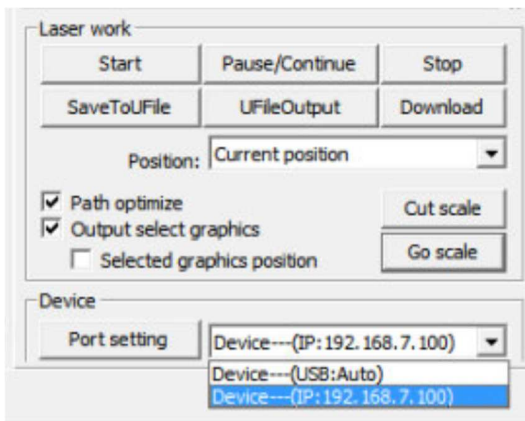 Laser work
Start Pause/Continue Stop
SaveToUFile UFileOutput Download
Position: Current position
Path optimize
Cut scale
Output select graphics
Selected graphics position
Go scale
Device
Port setting Device---(IP:192.168.7.100)
Device---(USB:Auto)
Device---(IP:192.168.7.100)